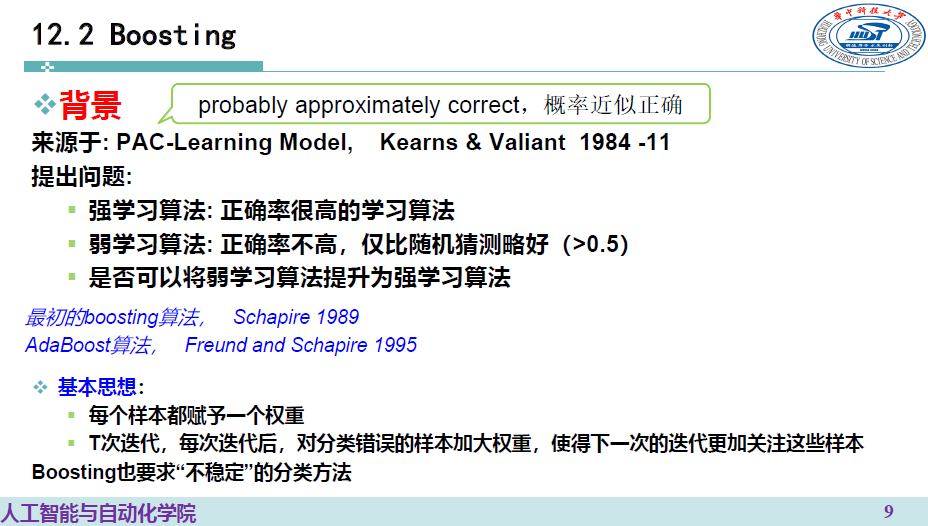 12.2 Boosting
华中科技大学
HUAZHONG UNIVERSITY OF SCIENCE AND TECHNOLOGY
背景
probably approximately correct，概率近似正确
来源于: PAC-Learning Model, Kearns & Valiant 1984 -11
提出问题:
强学习算法: 正确率很高的学习算法
弱学习算法: 正确率不高，仅比随机猜测略好（>0.5）
是否可以将弱学习算法提升为强学习算法
最初的boosting算法， Schapire 1989
AdaBoost算法， Freund and Schapire 1995
基本思想：
每个样本都赋予一个权重
T次迭代，每次迭代后，对分类错误的样本加大权重，使得下一次的迭代更加关注这些样本
Boosting也要求“不稳定”的分类方法
人工智能与自动化学院
9